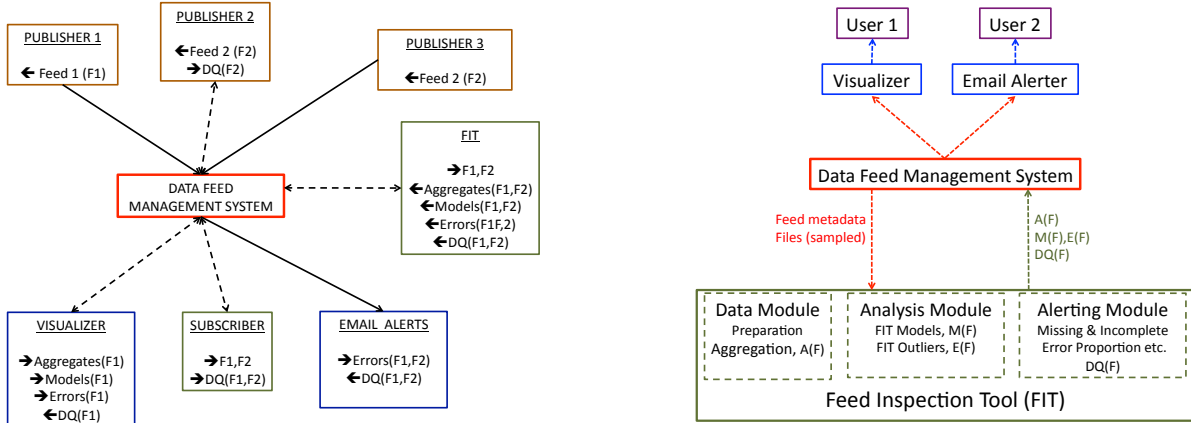 PUBLISHER 1
← Feed 1 (F1)
PUBLISHER 2
←Feed 2 (F2)
→DQ(F2)
PUBLISHER 3
←Feed 2 (F2)
FIT
→F1,F2
←Aggregates(F1,F2)
←Models(F1,F2)
←Errors(F1F,2)
←DQ(F1,F2)
DATA FEED
MANAGEMENT SYSTEM
VISUALIZER
→Aggregates(F1)
→Models(F1)
→Errors(F1)
←DQ(F1)
SUBSCRIBER
→F1,F2
→DQ(F1,F2)
EMAIL ALERTS
→Errors(F1,F2)
←DQ(F1,F2)
User 1
User 2
Visualizer
Email Alerter
Data Feed Management System
Feed metadata
Files (sampled)
A(F)
M(F),E(F)
DQ(F)
Data Module
Preparation
Aggregation, A(F)
Analysis Module
FIT Models, M(F)
FIT Outliers, E(F)
Alerting Module
Missing & Incomplete
Error Proportion etc.
DQ(F)
Feed Inspection Tool (FIT)